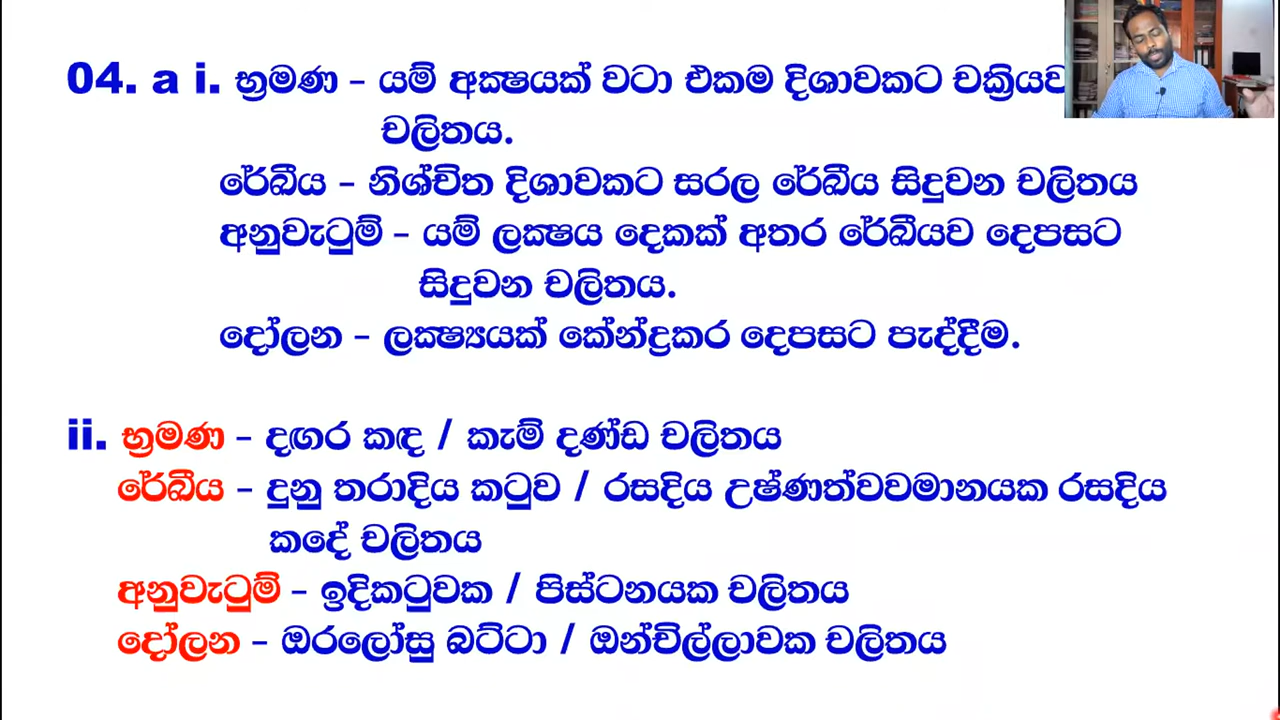 04. a i. භ්‍රමණ – යම් අක්‍ෂයක් වටා එකම දිශාවකට චක්‍රියව
චලිතය.
රේඛීය – නිශ්චිත දිශාවකට සරල රේඛීය සිදුවන චලිතය
අනුවැටුම් – යම් ලක්‍ෂය දෙකක් අතර රේඛීයව දෙපසට
සිදුවන චලිතය.
දෝලන – ලක්‍ෂ්‍යයක් කේන්ද්‍රකර දෙපසට පැද්දීම.
ii. භ්‍රමණ – දඟර කඳ / කැම් දණ්ඩ චලිතය
රේඛීය – දුනු තරාදිය කටුව / රසදිය උෂ්ණත්වවමානයක රසදිය
කදේ චලිතය
අනුවැටුම් – ඉදිකටුවක / පිස්ටනයක චලිතය
දෝලන – ඔරලෝසු බට්ටා / ඔන්චිල්ලාවක චලිතය